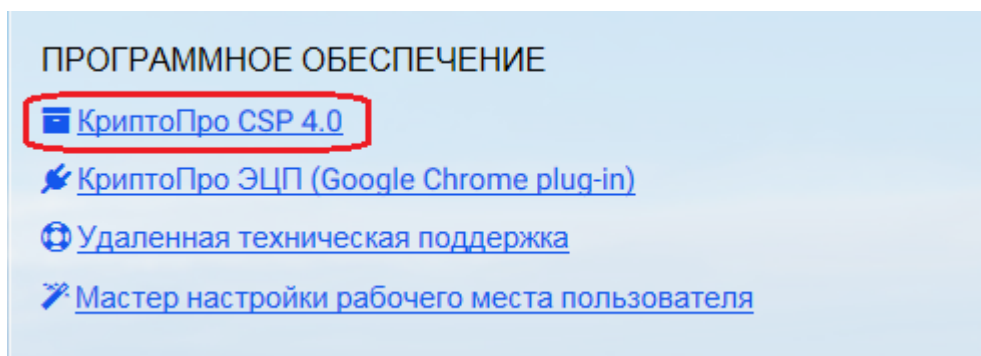 ПРОГРАММНОЕ ОБЕСПЕЧЕНИЕ
КриптоПро CSP 4.0
КриптоПро ЭЦП (Google Chrome plug-in)
Удаленная техническая поддержка
Мастер настройки рабочего места пользователя